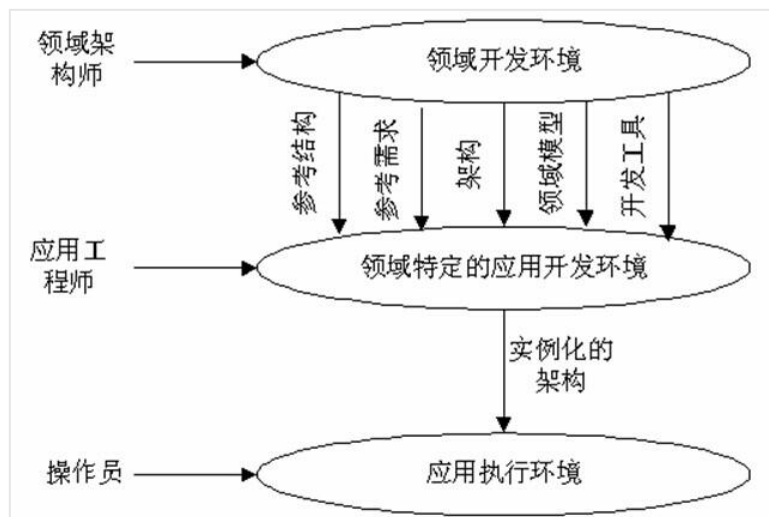 领域架
构师
领域开发环境
参考结构
参考需求
架构
领域模型
开发工具
应用工
程师
领域特定的应用开发环境
实例化的
架构
操作员
应用执行环境